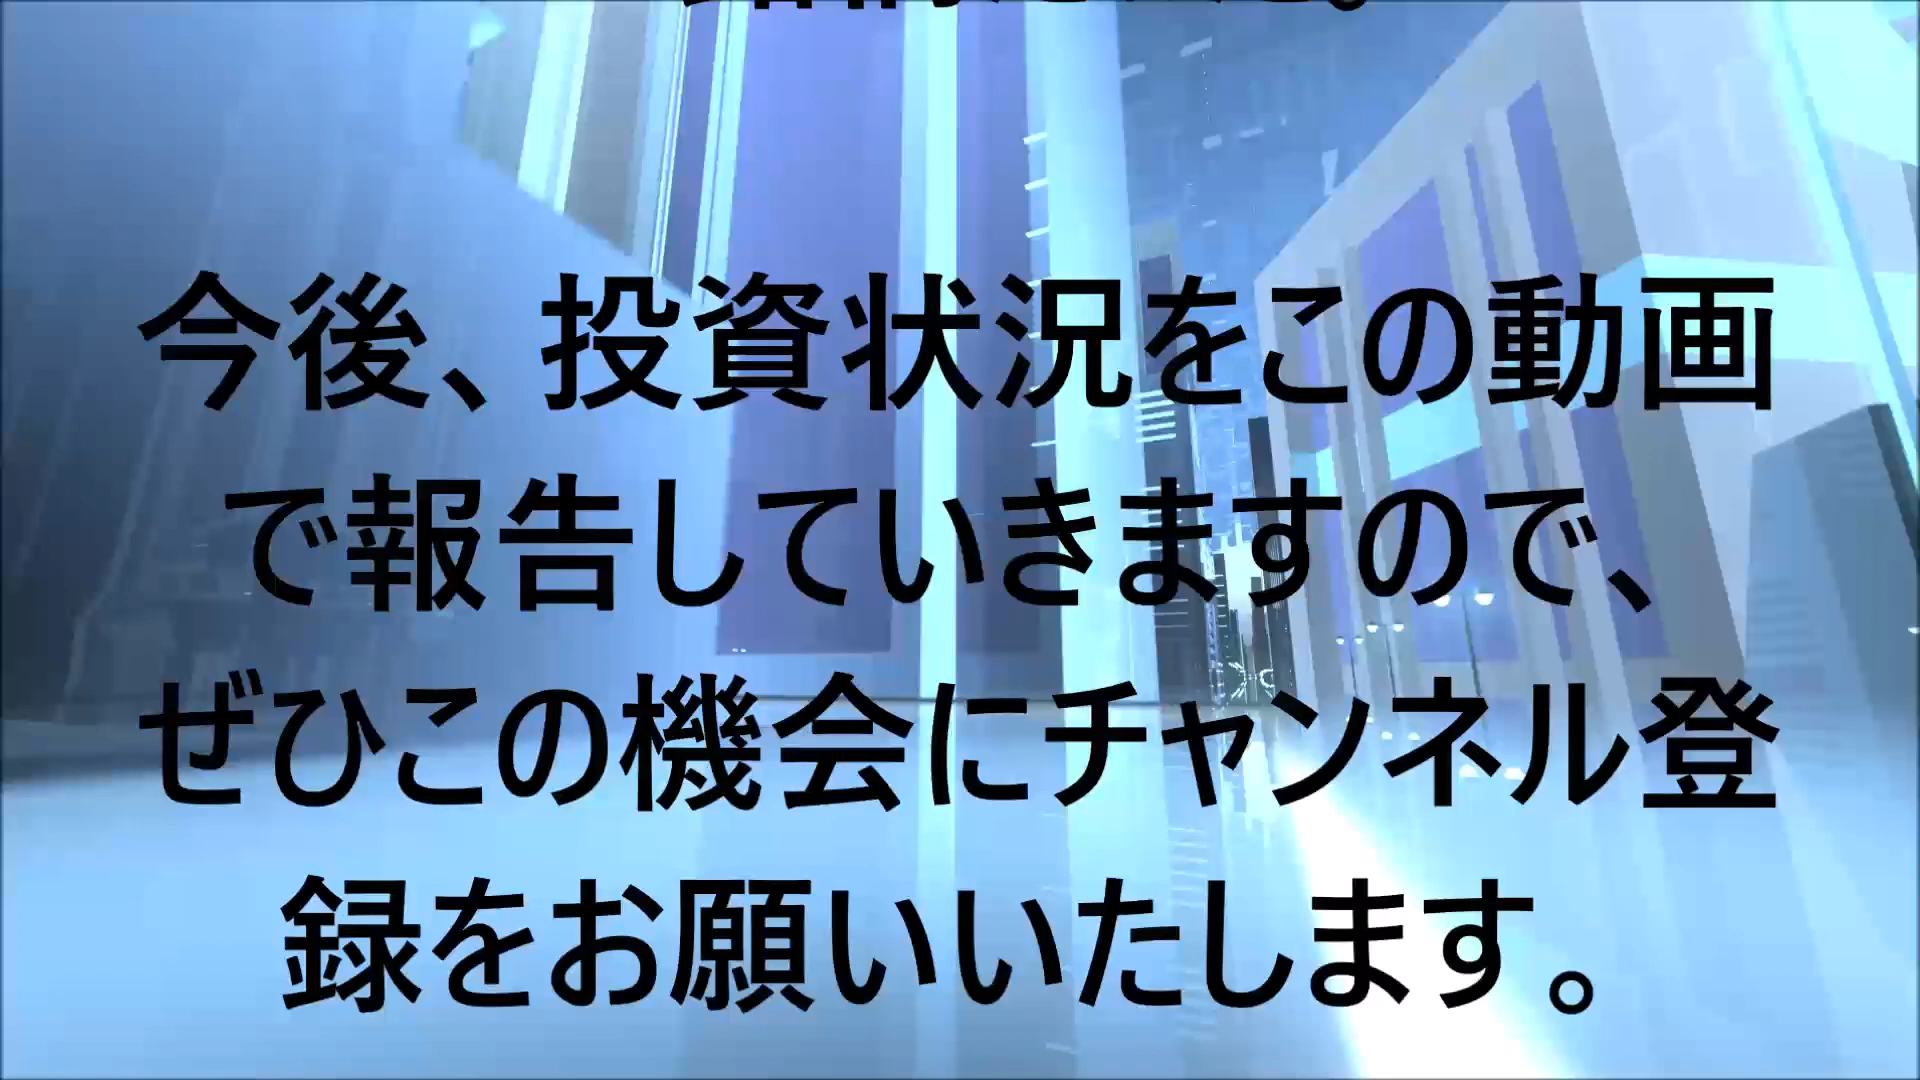 今後、投資状況をこの動画
で報告していきますので、
ぜひこの機会にチャンネル登
録をお願いいたします。